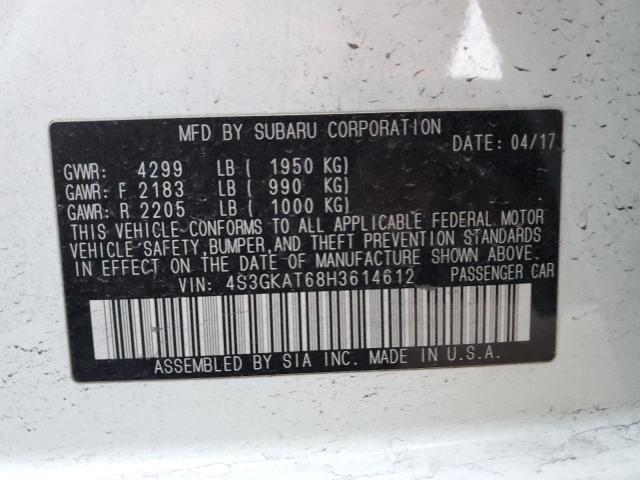 MFD BY SUBARU CORPORATION DATE: 04/17
GVWR: 4299 LB ( 1950 KG)
GAWR: F 2183 LB ( 990 KG)
GAWR: R 2205 LB ( 1000 KG)
THIS VEHICLE CONFORMS TO ALL APPLICABLE FEDERAL MOTOR
VEHICLE SAFETY, BUMPER, AND THEFT PREVENTION STANDARDS
IN EFFECT ON THE DATE OF MANUFACTURE SHOWN ABOVE.
VIN: 4S3GKAT68H3614612 PASSENGER CAR
ASSEMBLED BY SIA INC. MADE IN U.S.A.